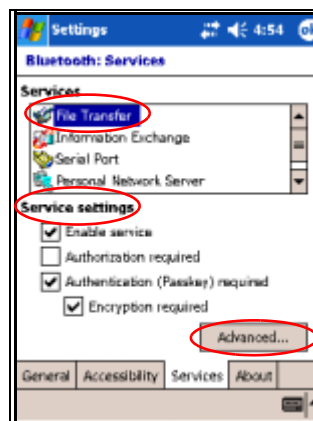 Settings 4:54 ok
Bluetooth: Services
Services
File Transfer
Information Exchange
Serial Port
Personal Network Server
Service settings
Enable service
Authorization required
Authentication (Passkey) required
Encryption required
Advanced...
General Accessibility Services About